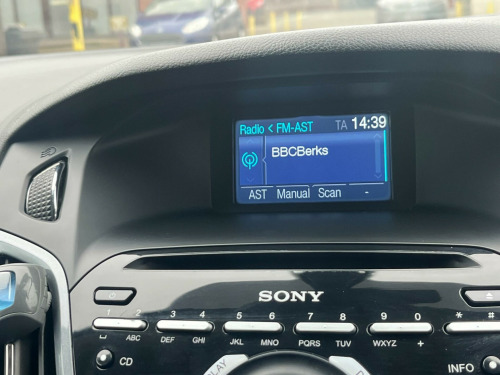 Radio < FM-AST TA 14:39
BBCBerks
AST Manual Scan -
SONY
1 2 3 4 5 6 7 8 9 0 * #
ABC DEF GHI JKL MNO PQRS TUV WXYZ +
CD INFO